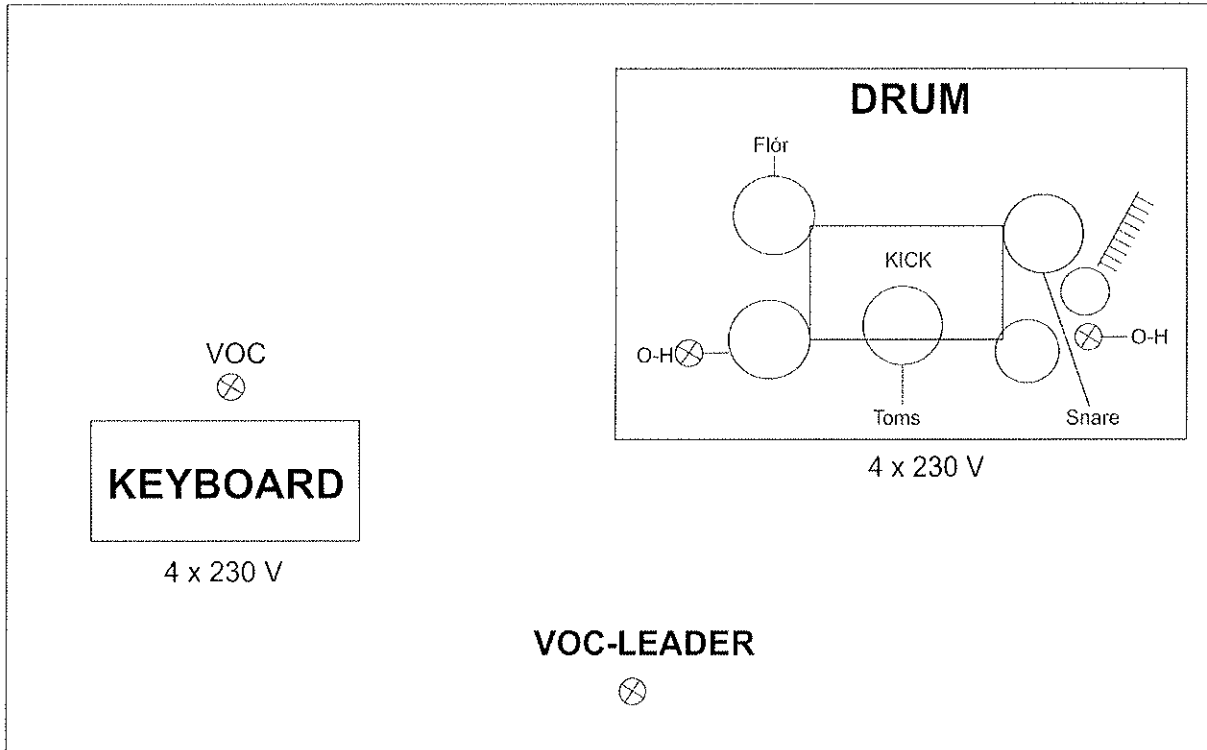 DRUM
Flór
KICK
O-H
O-H
Toms
Snare
4 x 230 V
VOC
KEYBOARD
4 x 230 V
VOC-LEADER